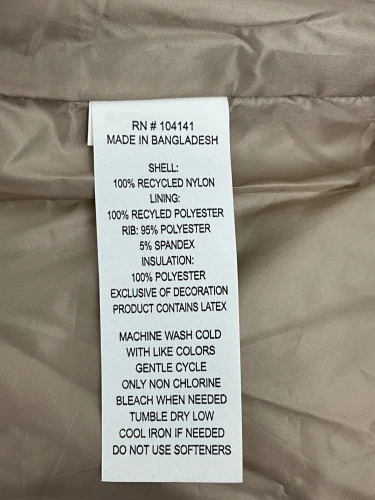 RN # 104141
MADE IN BANGLADESH
SHELL:
100% RECYCLED NYLON
LINING:
100% RECYLED POLYESTER
RIB: 95% POLYESTER
5% SPANDEX
INSULATION:
100% POLYESTER
EXCLUSIVE OF DECORATION
PRODUCT CONTAINS LATEX
MACHINE WASH COLD
WITH LIKE COLORS
GENTLE CYCLE
ONLY NON CHLORINE
BLEACH WHEN NEEDED
TUMBLE DRY LOW
COOL IRON IF NEEDED
DO NOT USE SOFTENERS